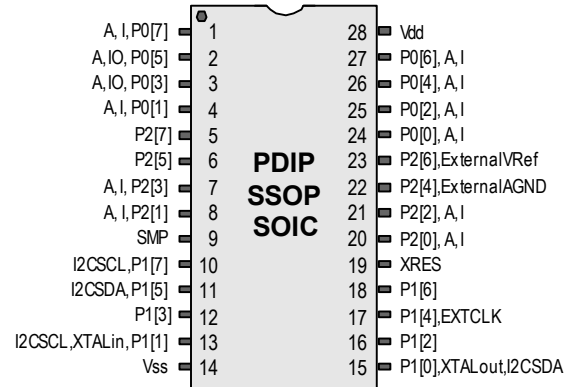 A, I, P0[7] 1 28 Vdd
A, IO, P0[5] 2 27 P0[6], A, I
A, IO, P0[3] 3 26 P0[4], A, I
A, I, P0[1] 4 25 P0[2], A, I
P2[7] 5 24 P0[0], A, I
P2[5] 6 PDIP 23 P2[6],ExternalVRef
A, I, P2[3] 7 SSOP 22 P2[4],ExternalAGND
A, I, P2[1] 8 SOIC 21 P2[2], A, I
SMP 9 20 P2[0], A, I
I2CSCL,P1[7] 10 19 XRES
I2CSDA, P1[5] 11 18 P1[6]
P1[3] 12 17 P1[4],EXTCLK
I2CSCL,XTALin, P1[1] 13 16 P1[2]
Vss 14 15 P1[0],XTALout,I2CSDA